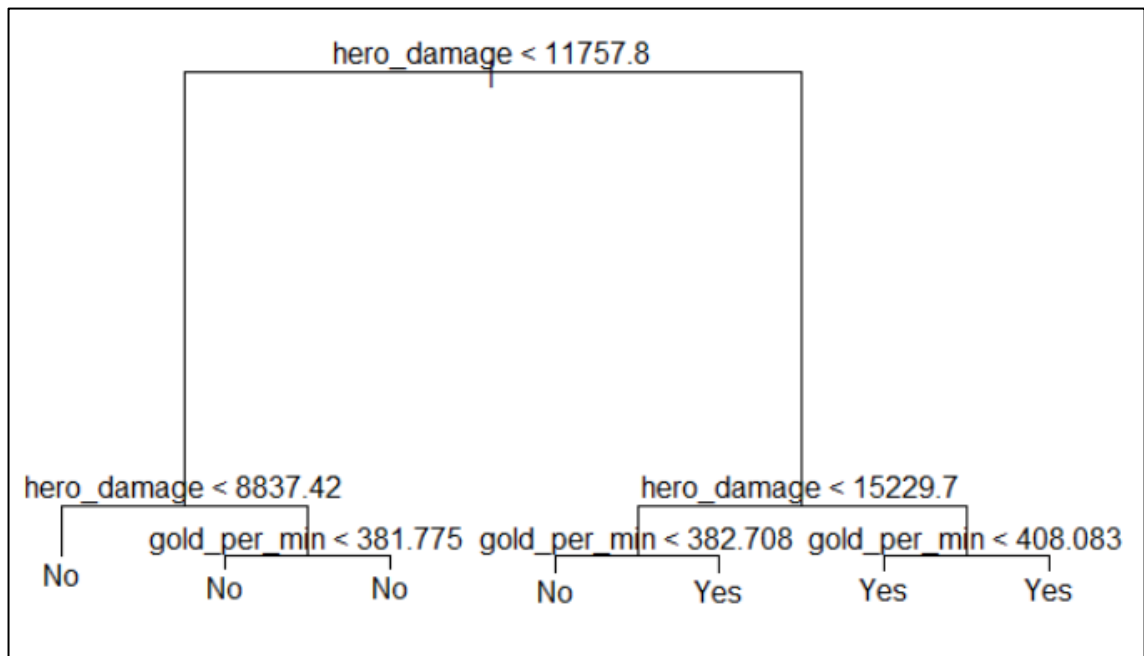 hero_damage < 11757.8
hero_damage < 8837.42
hero_damage < 15229.7
gold_per_min < 381.775
gold_per_min < 382.708
gold_per_min < 408.083
No
No
No
No
Yes
Yes
Yes